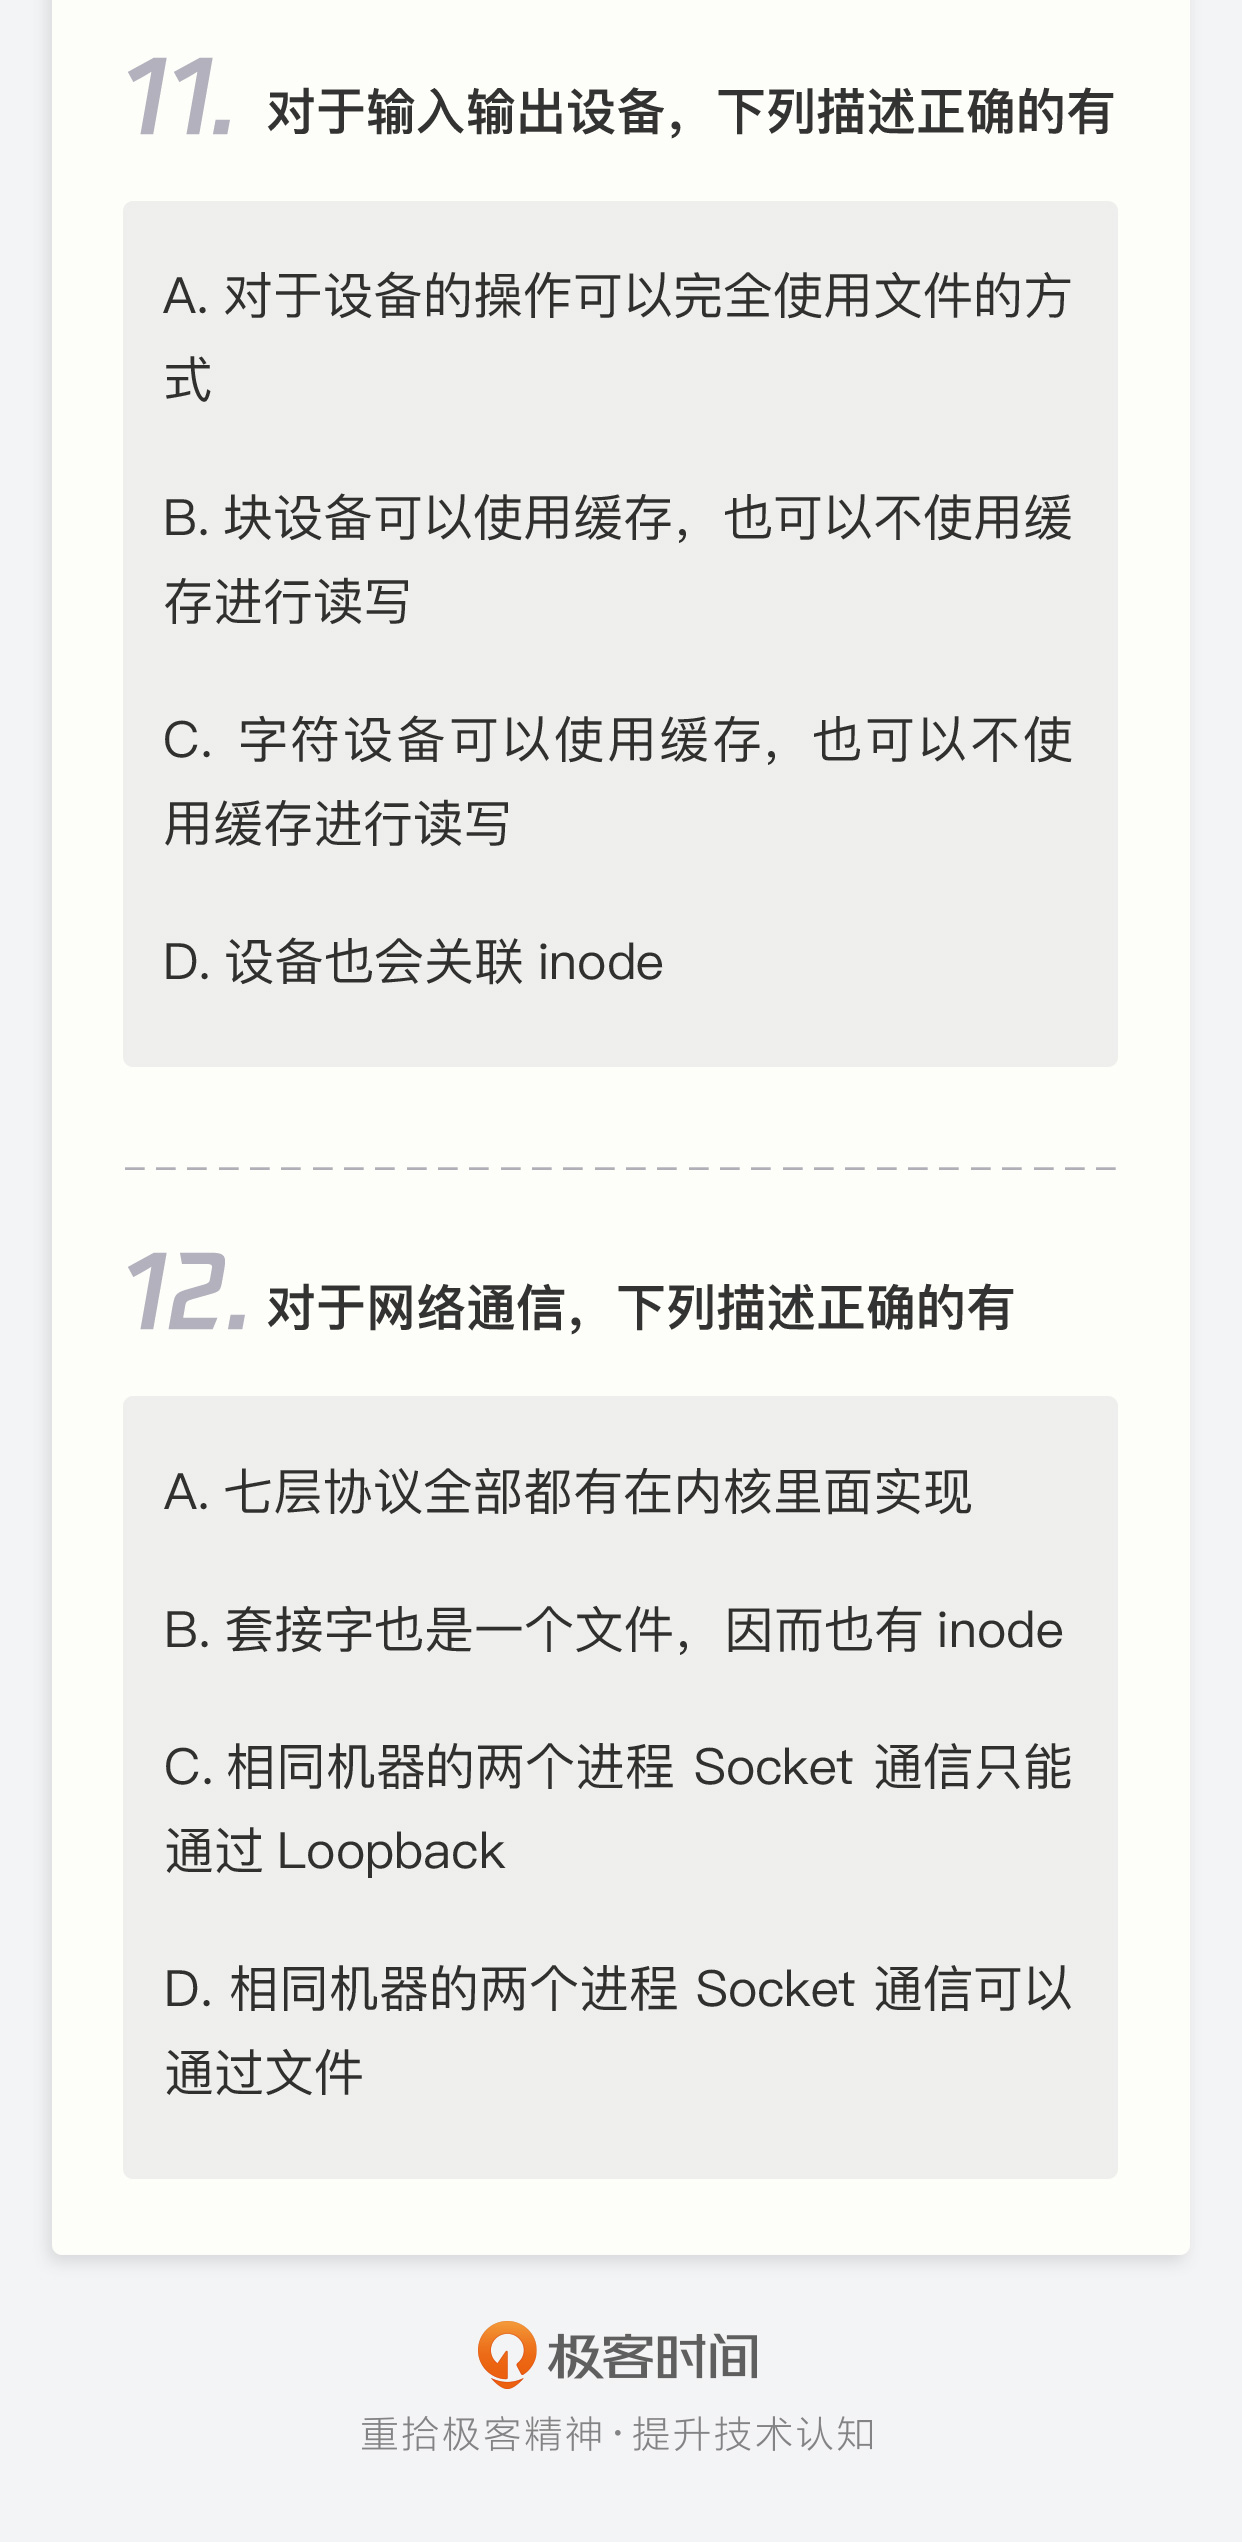 11. 对于输入输出设备，下列描述正确的有
A. 对于设备的操作可以完全使用文件的方
式
B. 块设备可以使用缓存，也可以不使用缓
存进行读写
C. 字符设备可以使用缓存，也可以不使
用缓存进行读写
D. 设备也会关联 inode
12. 对于网络通信，下列描述正确的有
A. 七层协议全部都有在内核里面实现
B. 套接字也是一个文件，因而也有 inode
C. 相同机器的两个进程 Socket 通信只能
通过 Loopback
D. 相同机器的两个进程 Socket 通信可以
通过文件
极客时间
重拾极客精神·提升技术认知